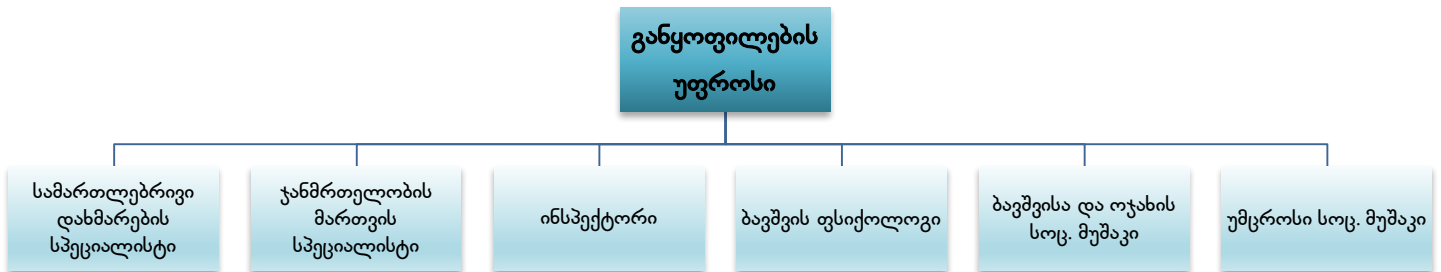 განყოფილების
უფროსი
სამართლებრივი
დახმარების
სპეციალისტი
ჯანმრთელობის
მართვის
სპეციალისტი
ინსპექტორი
ბავშვის ფსიქოლოგი
ბავშვისა და ოჯახის
სოც. მუშაკი
უმცროსი სოც. მუშაკი